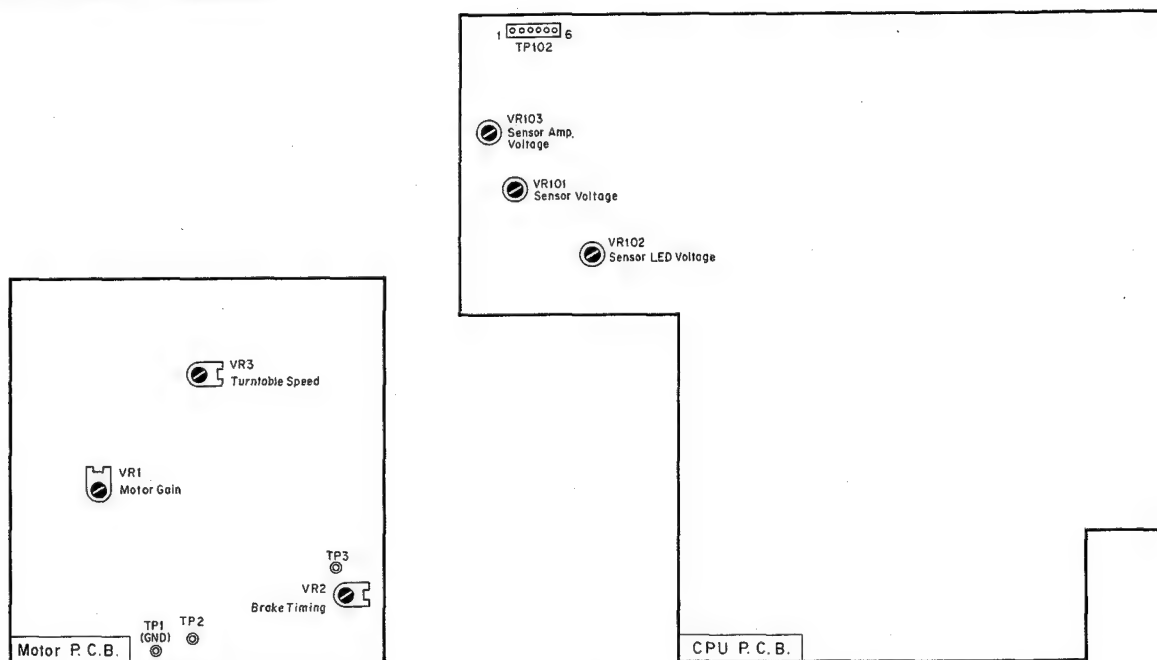 1 6
TP102
VR103
Sensor Amp.
Voltage
VR101
Sensor Voltage
VR102
Sensor LED Voltage
VR3
Turntable Speed
VR1
Motor Gain
TP3
VR2
Brake Timing
TP1
(GND)
TP2
Motor P. C. B.
CPU P. C. B.